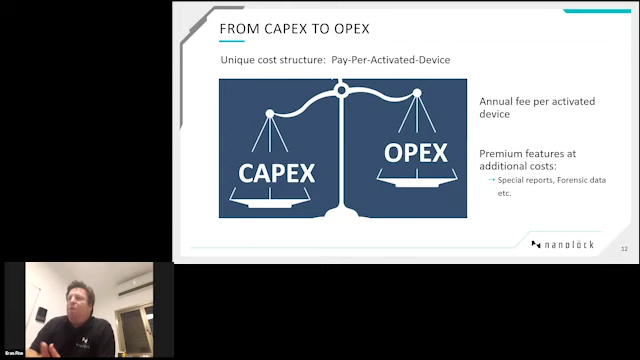 FROM CAPEX TO OPEX
Unique cost structure: Pay-Per-Activated-Device
CAPEX
OPEX
Annual fee per activated
device
Premium features at
additional costs:
Special reports, Forensic data
etc.
nanolöck
12